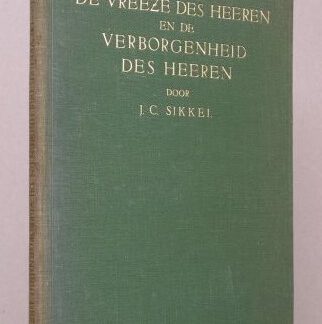 DE VREEZE DES HEEREN
EN DE
VERBORGENHEID
DES HEEREN
DOOR
J. C. SIKKEL